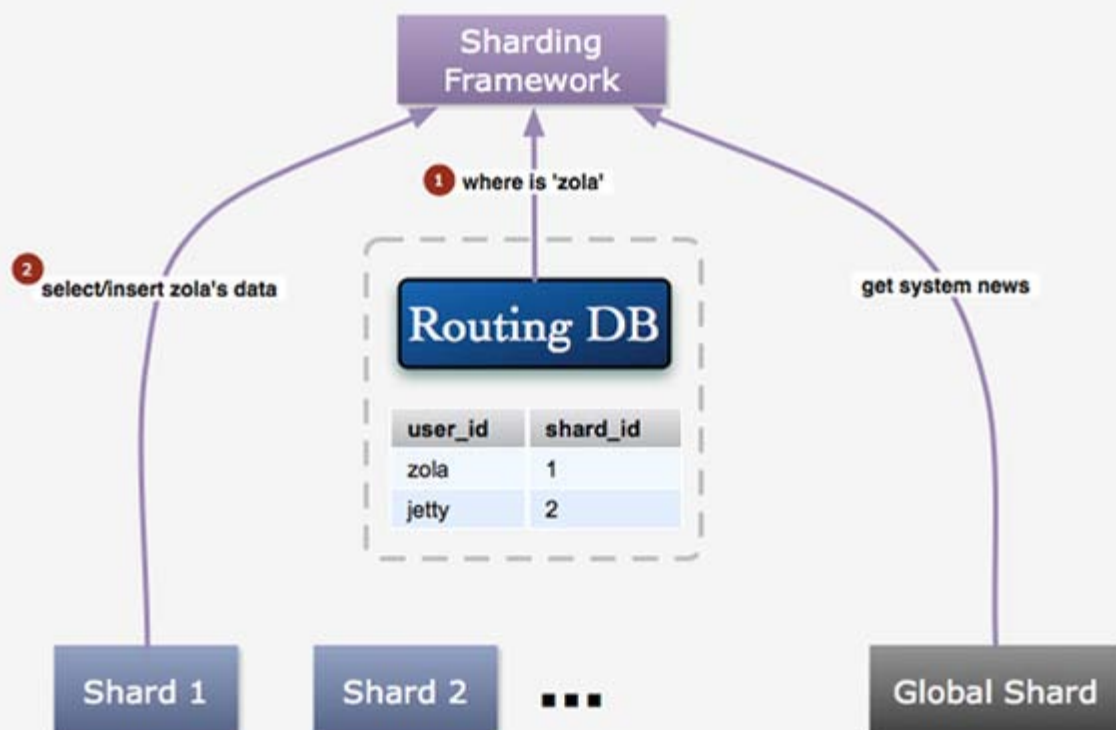 Sharding
Framework
1 where is 'zola'
2
select/insert zola's data
get system news
Routing DB
user_id shard_id
zola 1
jetty 2
Shard 1
Shard 2
...
Global Shard